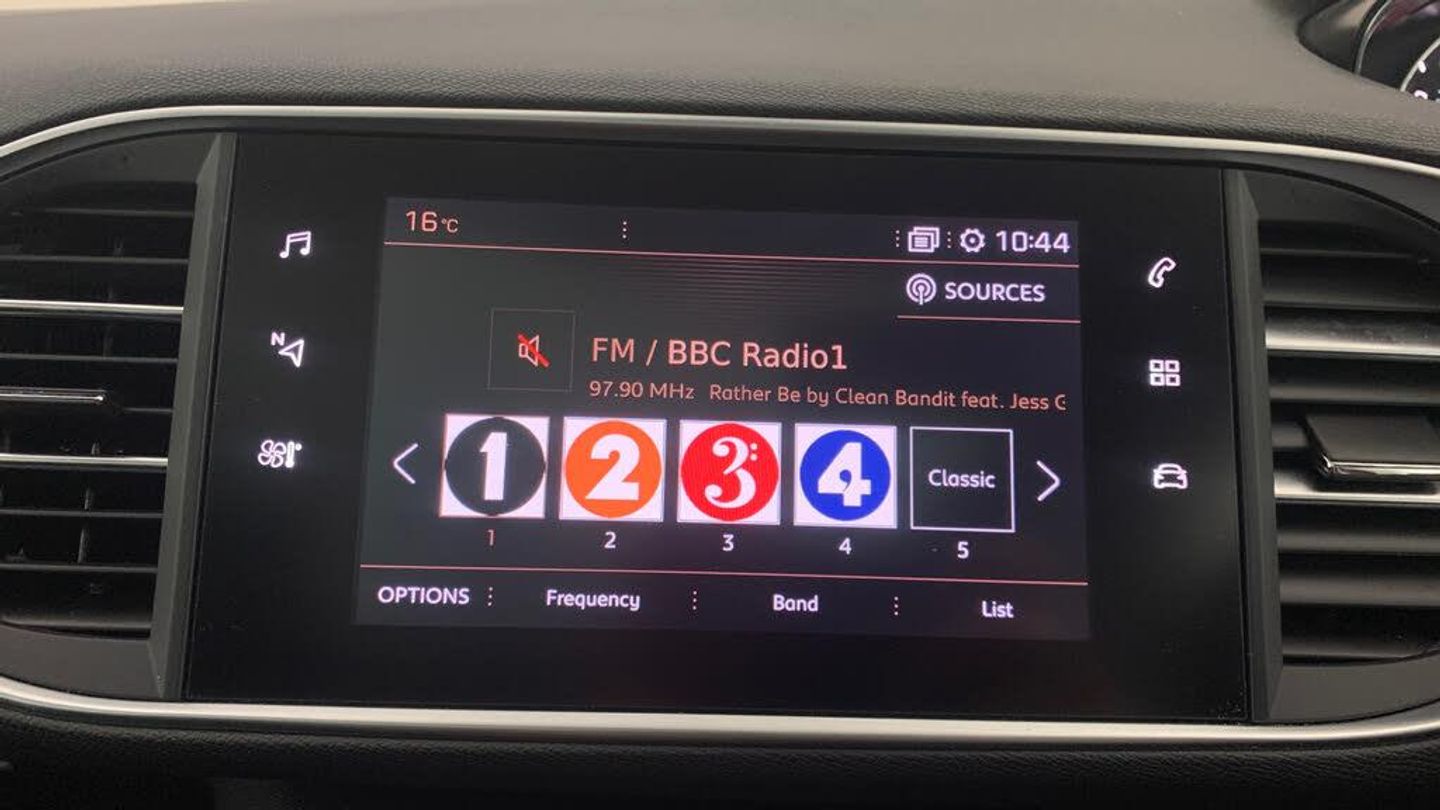 16°C
10:44
SOURCES
N
FM / BBC Radio1
97.90 MHz Rather Be by Clean Bandit feat. Jess G
1 2 3 4 Classic
1 2 3 4 5
OPTIONS Frequency Band List